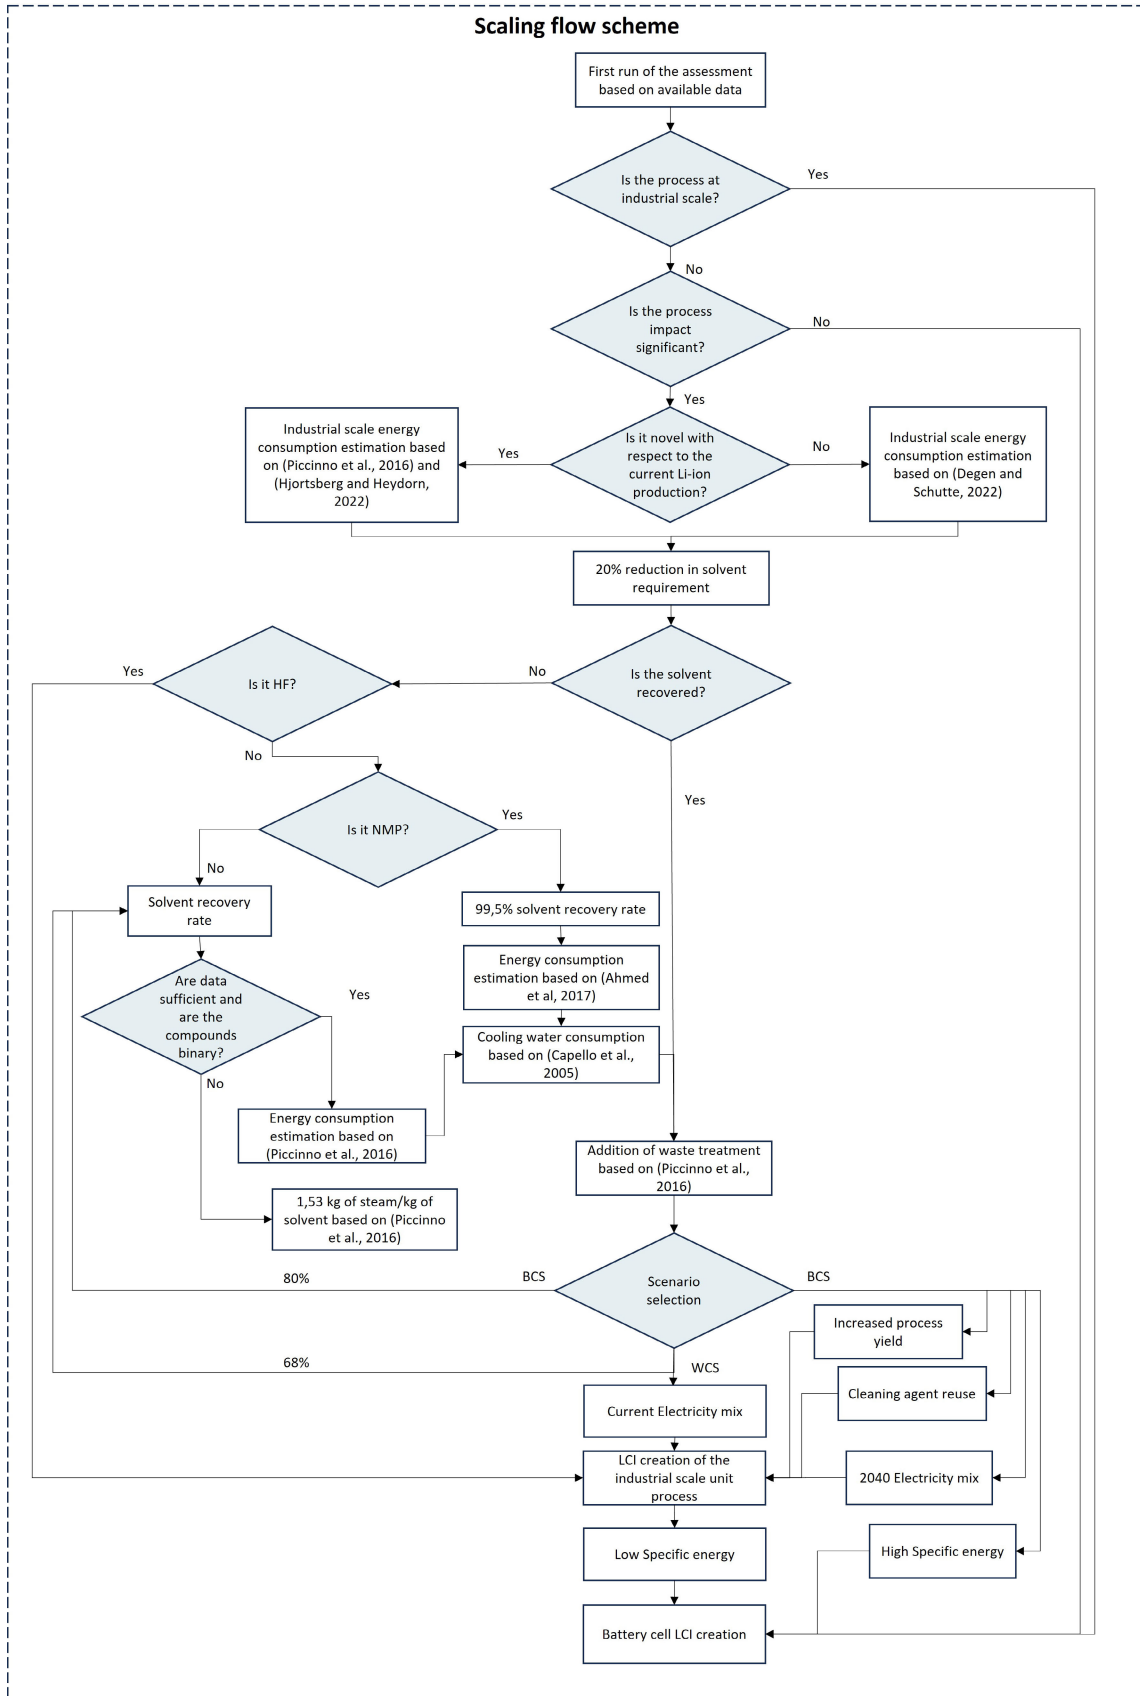 Scaling flow scheme
First run of the assessment
based on available data
Is the process at
industrial scale?
Yes
No
Is the process
impact
significant?
No
Yes
Industrial scale energy
consumption estimation based
on (Piccinno et al., 2016) and
(Hjortsberg and Heydorn,
2022)
Yes
Is it novel with
respect to the
current Li-ion
production?
No
Industrial scale energy
consumption estimation
based on (Degen and
Schutte, 2022)
20% reduction in solvent
requirement
Yes
Is it HF?
No
Is the solvent
recovered?
No
Yes
Is it NMP?
Yes
No
Solvent recovery
rate
99,5% solvent recovery rate
Energy consumption
estimation based on (Ahmed
et al, 2017)
Are data
sufficient and
are the
compounds
binary?
Yes
Cooling water consumption
based on (Capello et al.,
2005)
No
Energy consumption
estimation based on
(Piccinno et al., 2016)
Addition of waste treatment
based on (Piccinno et al.,
2016)
1,53 kg of steam/kg of
solvent based on (Piccinno
et al., 2016)
80%
BCS
Scenario
selection
BCS
Increased process
yield
68%
WCS
Cleaning agent reuse
Current Electricity mix
LCI creation of the
industrial scale unit
process
2040 Electricity mix
Low Specific energy
High Specific energy
Battery cell LCI creation